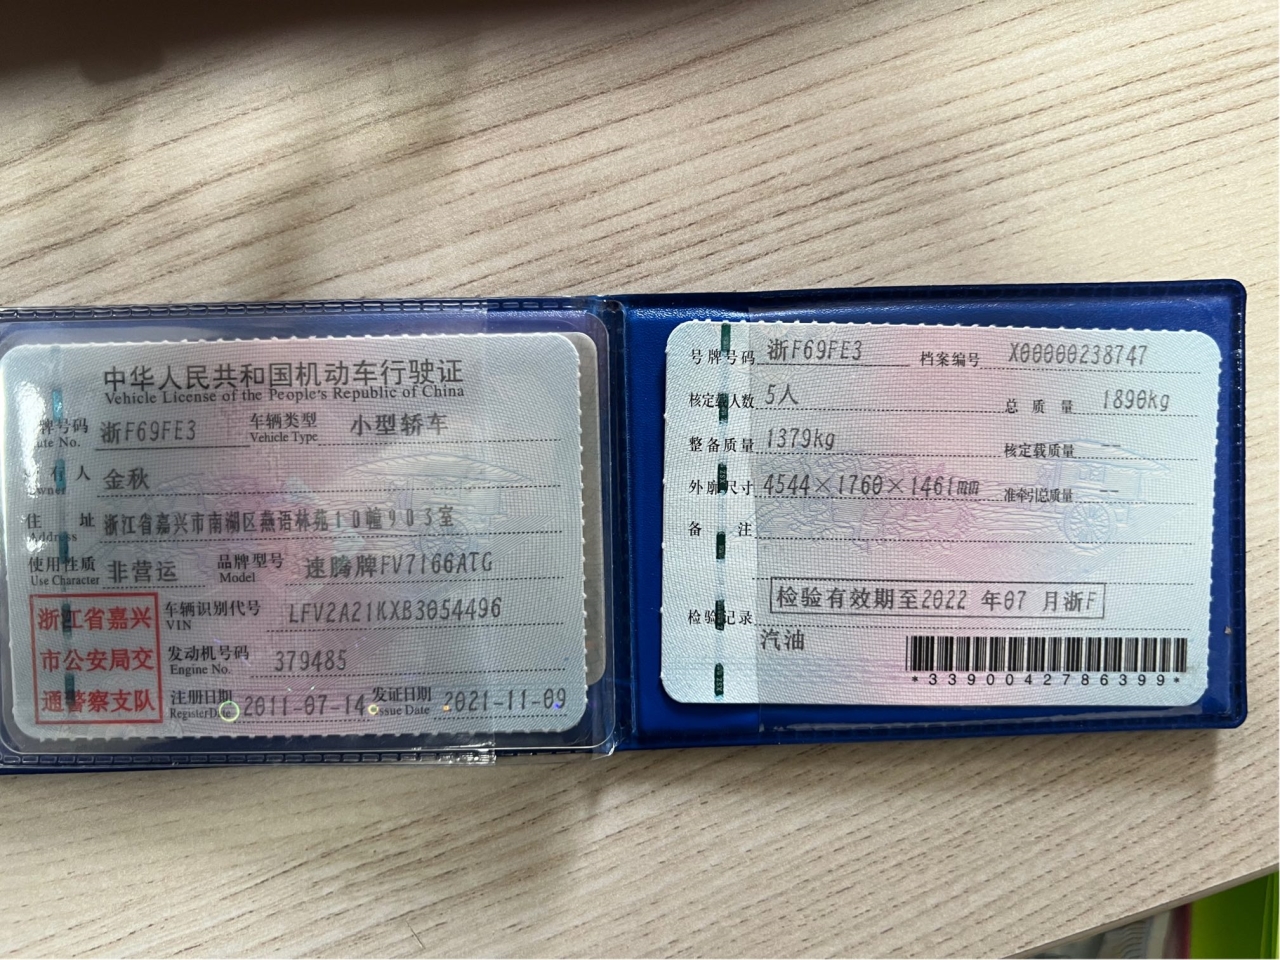 中华人民共和国机动车行驶证
Vehicle License of the People's Republic of China
牌号码 浙F69FE3 车辆类型 小型轿车
ate No. Vehicle Type
所有人 金秋
Owner
住 址 浙江省嘉兴市南湖区燕语林苑10幢903室
Address
使用性质 非营运 品牌型号 速腾牌FV7166ATG
Use Character Model
浙江省嘉兴
市公安局交
通警察支队
车辆识别代号 LFV2A21KXB3054496
VIN
发动机号码 379485
Engine No.
注册日期 2011-07-14 发证日期 2021-11-09
Register Date Issue Date
号牌号码 浙F69FE3 档案编号 X00000238747
核定载人数 5人 总质量 1890kg
整备质量 1379kg 核定载质量 --
外廓尺寸 4544×1760×1461mm 准牵引总质量 --
备 注
检验记录 检验有效期至2022 年07 月浙F
汽油
*3390042786399*